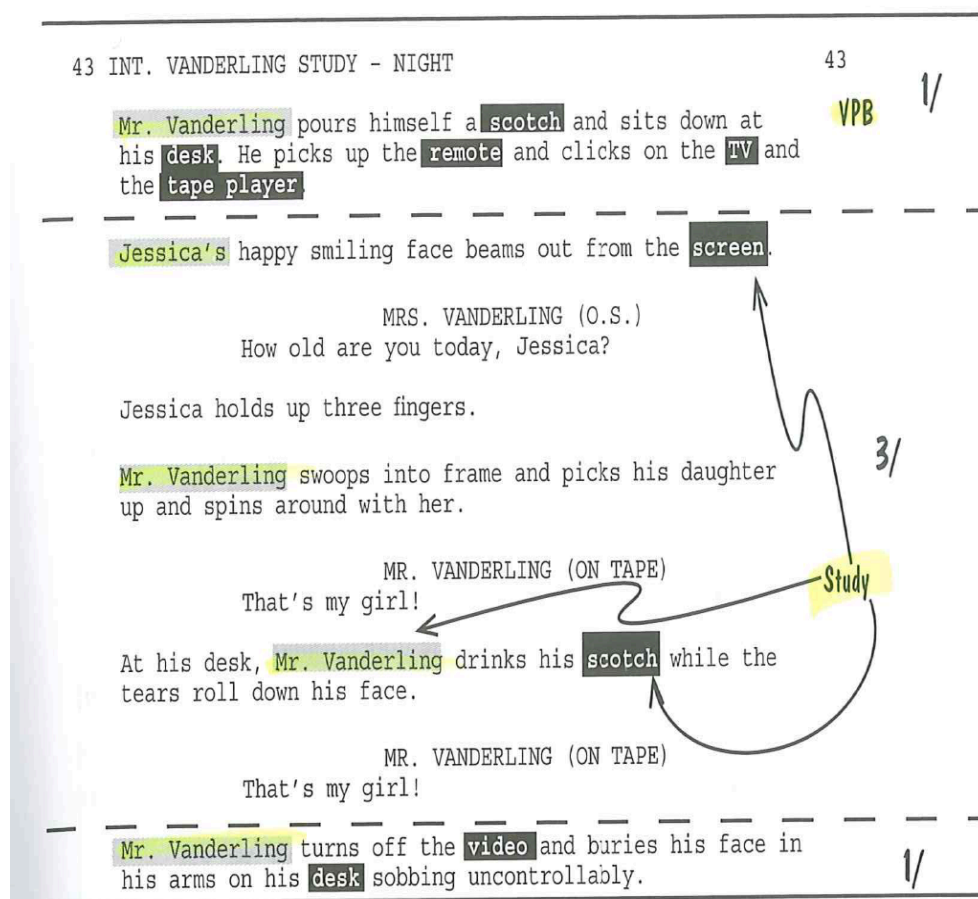 43 INT. VANDERLING STUDY – NIGHT 43
1/
VPB
Mr. Vanderling pours himself a scotch and sits down at
his desk. He picks up the remote and clicks on the TV and
the tape player.
Jessica's happy smiling face beams out from the screen.
MRS. VANDERLING (O.S.)
How old are you today, Jessica?
Jessica holds up three fingers.
3/
Mr. Vanderling swoops into frame and picks his daughter
up and spins around with her.
MR. VANDERLING (ON TAPE)
Study
That's my girl!
At his desk, Mr. Vanderling drinks his scotch while the
tears roll down his face.
MR. VANDERLING (ON TAPE)
That's my girl!
Mr. Vanderling turns off the video and buries his face in
his arms on his desk sobbing uncontrollably.
1/